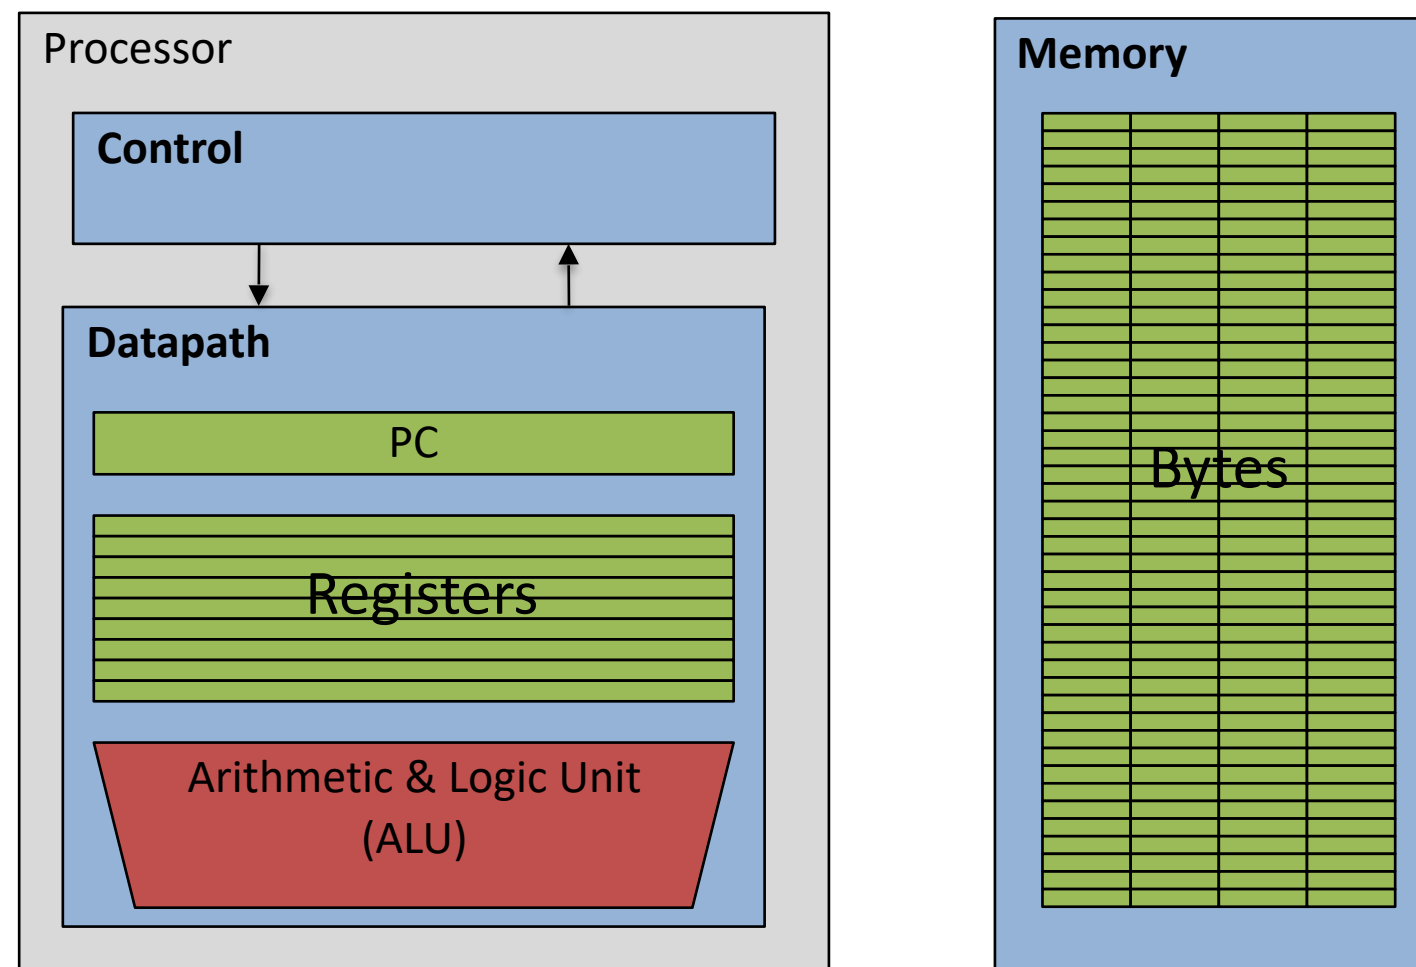 Processor
Control
Datapath
PC
Registers
Arithmetic & Logic Unit
(ALU)
Memory
Bytes